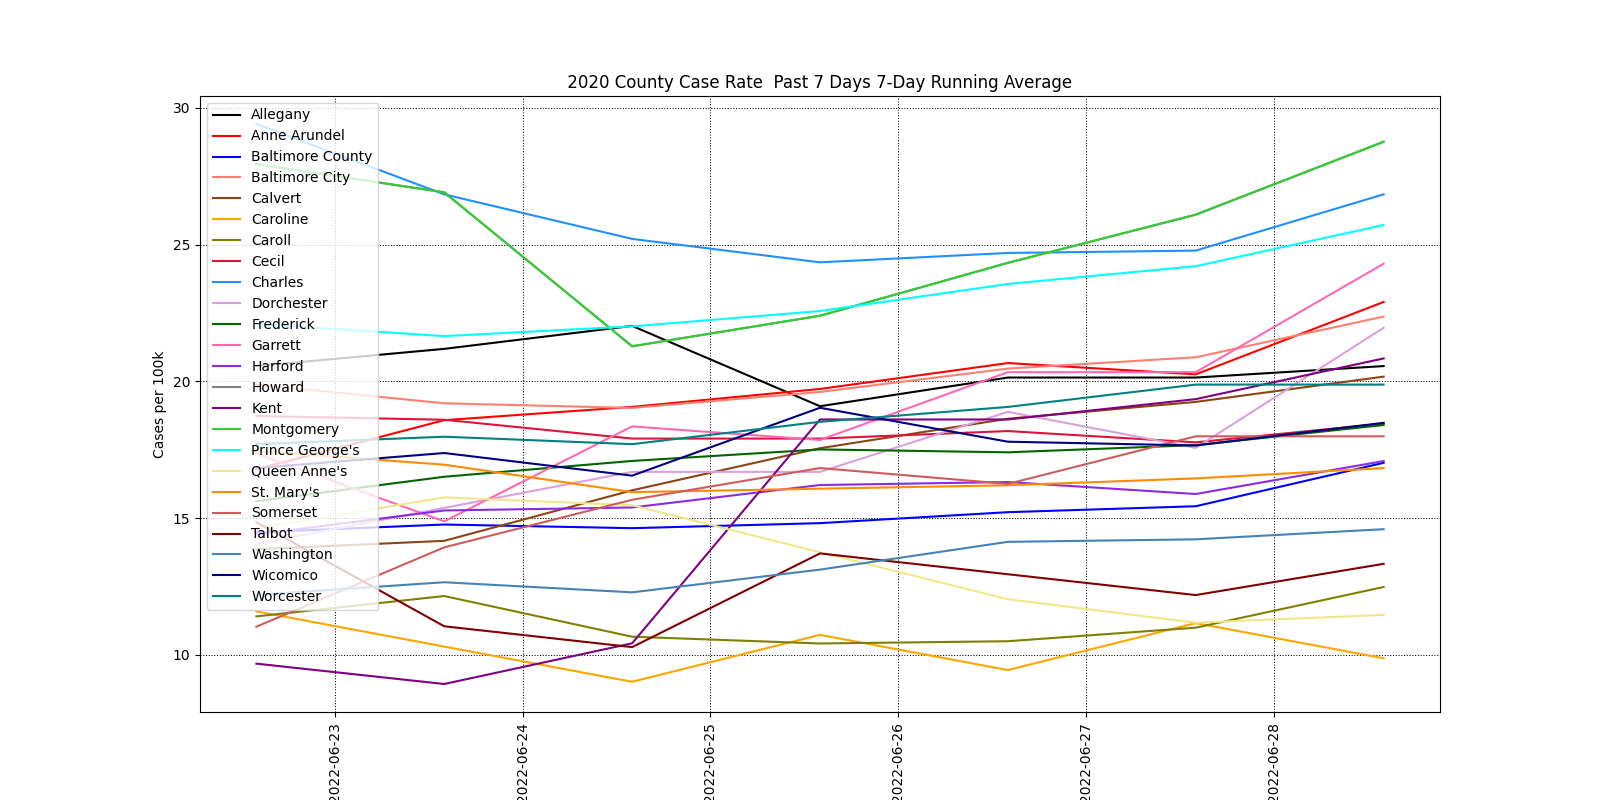 2020 County Case Rate  Past 7 Days 7-Day Running Average
Cases per 100k
30
25
20
15
10
Allegany
Anne Arundel
Baltimore County
Baltimore City
Calvert
Caroline
Caroll
Cecil
Charles
Dorchester
Frederick
Garrett
Harford
Howard
Kent
Montgomery
Prince George's
Queen Anne's
St. Mary's
Somerset
Talbot
Washington
Wicomico
Worcester
2022-06-23
2022-06-24
2022-06-25
2022-06-26
2022-06-27
2022-06-28